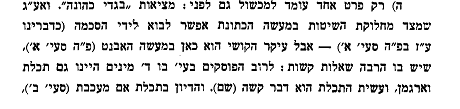 ה) רק פרט אחד עומד למכשול גם לפני: מציאות „בגדי כהונה". ואע"ג
שמצד מחלוקת השיטות במעשה הכתונת אפשר לבוא לידי הסכמה (כדברינו
ע"ז בפ"ה סעי' א') — אבל עיקר הקושי הוא כאן במעשה האבנט (פ"ה סעי' א'),
שיש בו הרבה שאלות קשות: לרוב הפוסקים בעי' בו ד' מינים היינו גם תכלת
וארגמן, ועשית התכלת הוא דבר קשה (שם). והדיון בתכלת אם מעכבת (סעי' ב'),